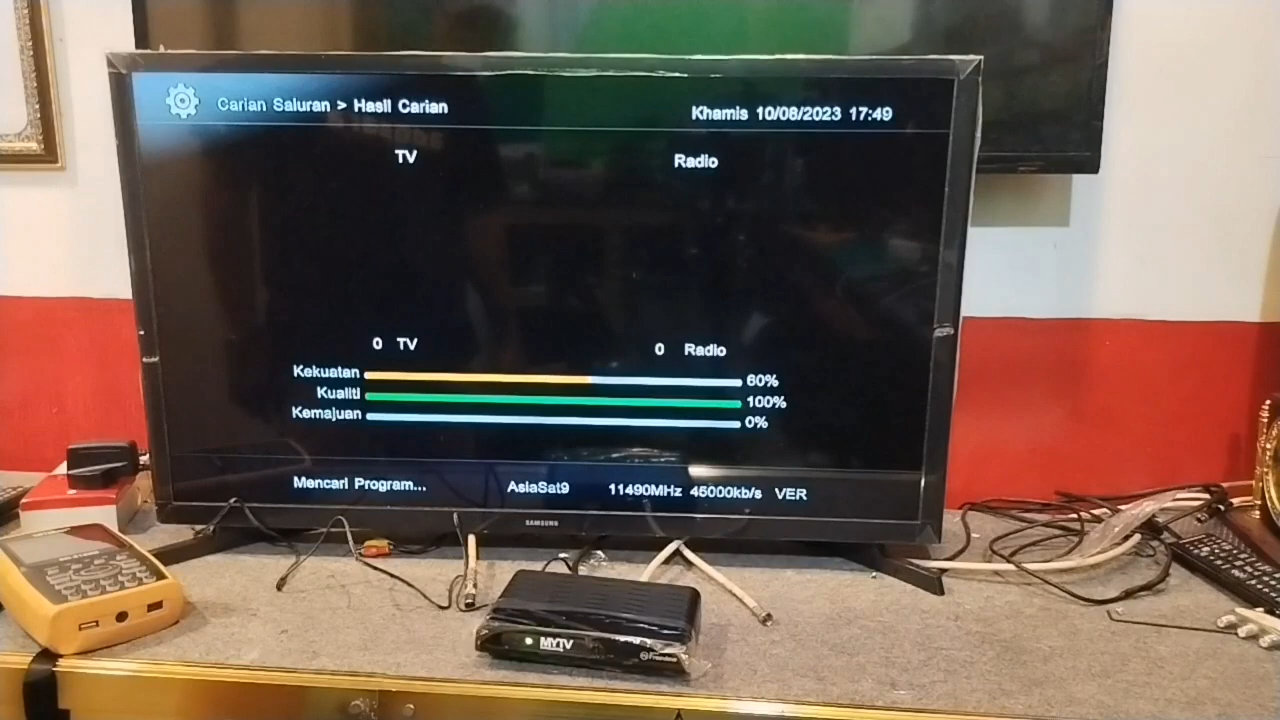 Carian Saluran > Hasil Carian
Khamis 10/08/2023 17:49
TV
Radio
0 TV
0 Radio
Kekuatan 60%
Kualiti 100%
Kemajuan 0%
Mencari Program... AsiaSat9 11490MHz 45000kb/s VER
SAMSUNG
MYTV